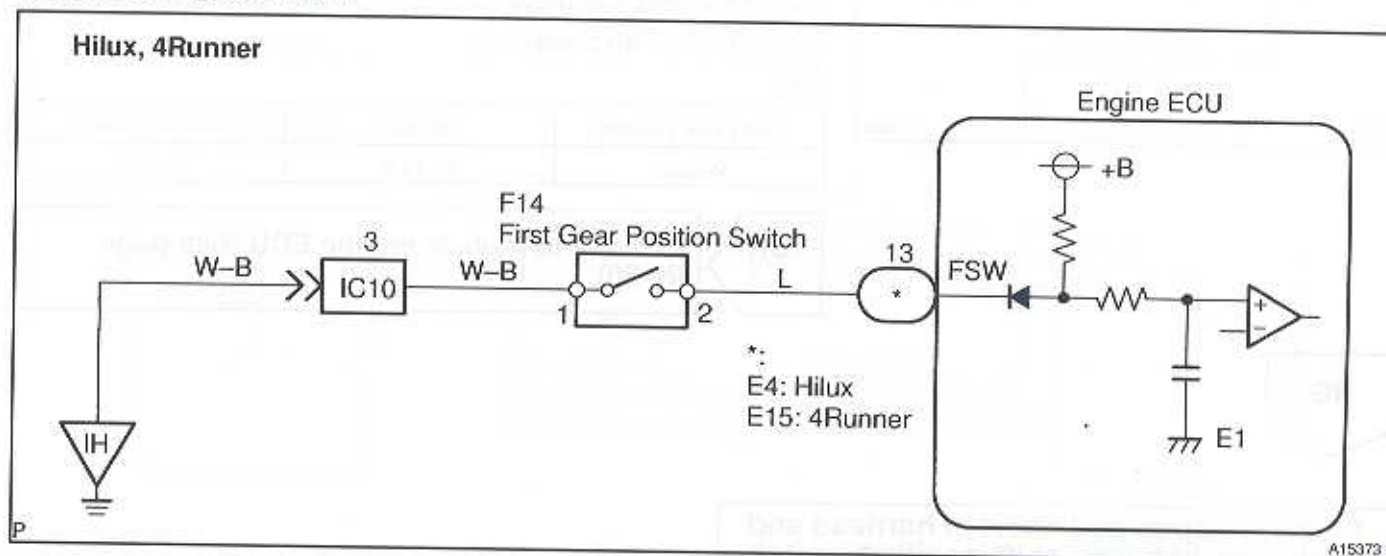 Hilux, 4Runner
Engine ECU
+B
F14
First Gear Position Switch
3
13
W–B
IC10
W–B
1
2
L
*
FSW
+
−
*:
E4: Hilux
E15: 4Runner
E1
IH
P
A15373